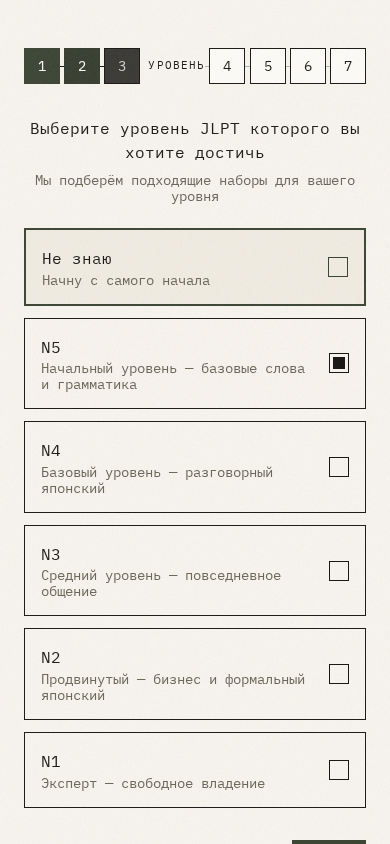 1 2 3 УРОВЕНЬ 4 5 6 7
Выберите уровень JLPT которого вы
хотите достичь
Мы подберём подходящие наборы для вашего
уровня
Не знаю
Начну с самого начала
N5
Начальный уровень — базовые слова
и грамматика
N4
Базовый уровень — разговорный
японский
N3
Средний уровень — повседневное
общение
N2
Продвинутый — бизнес и формальный
японский
N1
Эксперт — свободное владение